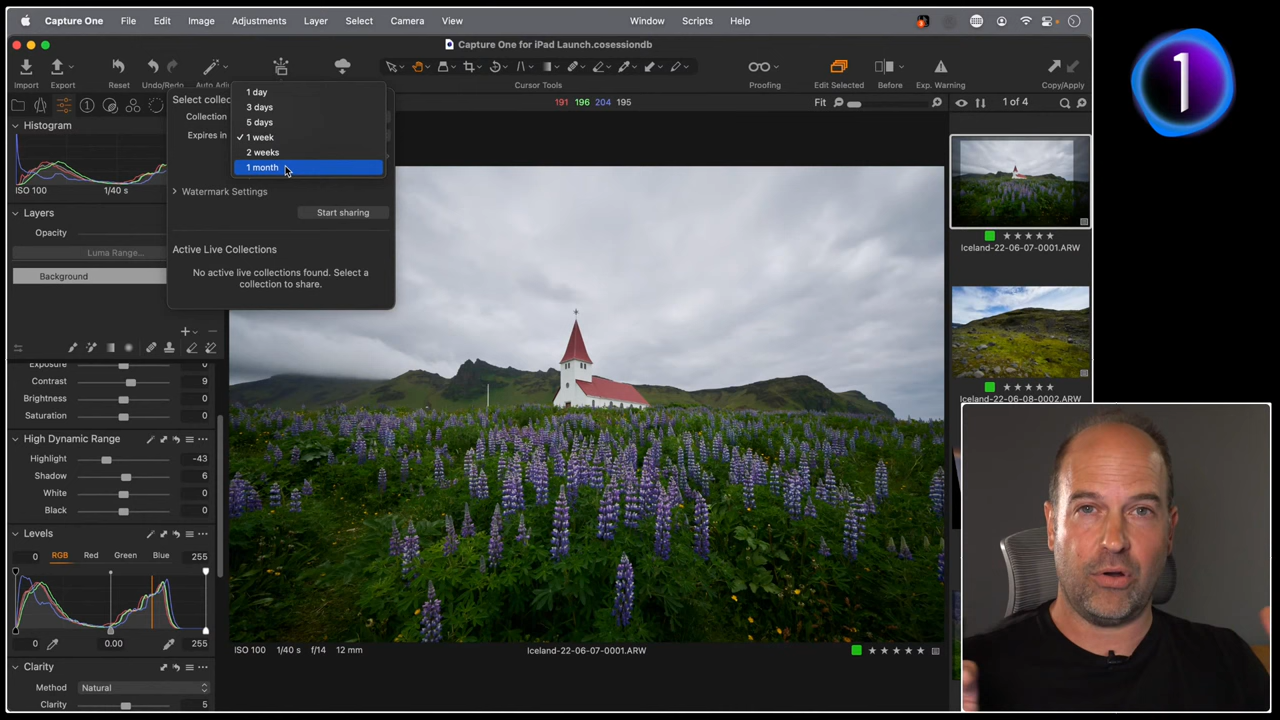 Capture One File Edit Image Adjustments Layer Select Camera View Window Scripts Help
Capture One for iPad Launch.cosessiondb
Import Export Reset Undo/Redo Auto Adj Cursor Tools Proofing Edit Selected Before Exp. Warning Copy/Apply
191 196 204 195
Fit
1 of 4
Histogram
ISO 100 1/40 s
Select collec
Collection
Expires in
1 day
3 days
5 days
✓ 1 week
2 weeks
1 month
Watermark Settings
Start sharing
Active Live Collections
No active live collections found. Select a
collection to share.
Layers
Opacity
Luma Range...
Background
Exposure 0
Contrast 9
Brightness 0
Saturation 0
High Dynamic Range
Highlight -43
Shadow 6
White 0
Black 0
Levels
0 RGB Red Green Blue 255
0 0.00 255
Clarity
Method Natural
Clarity 5
ISO 100 1/40 s f/14 12 mm
Iceland-22-06-07-0001.ARW
Iceland-22-06-07-0001.ARW
Iceland-22-06-08-0002.ARW
1